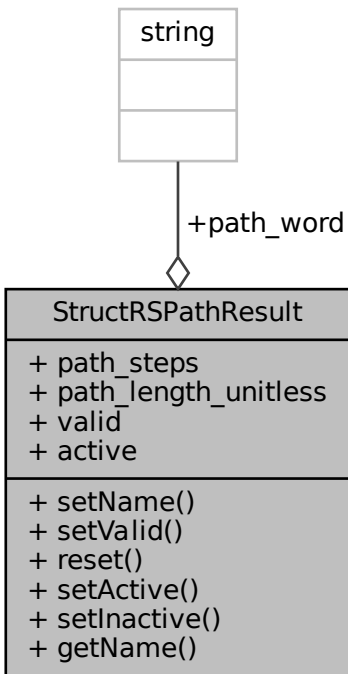 string
+path_word
StructRSPathResult
+ path_steps
+ path_length_unitless
+ valid
+ active
+ setName()
+ setValid()
+ reset()
+ setActive()
+ setInactive()
+ getName()